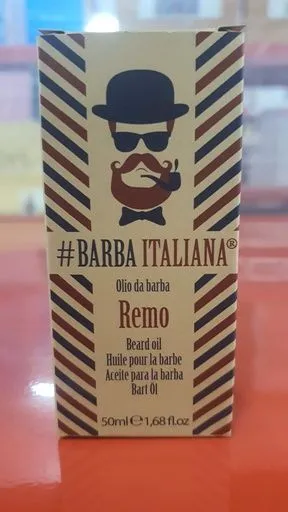 #BARBA ITALIANA®
Olio da barba
Remo
Beard oil
Huile pour la barbe
Aceite para la barba
Bart Öl
50ml℮1,68 fl.oz